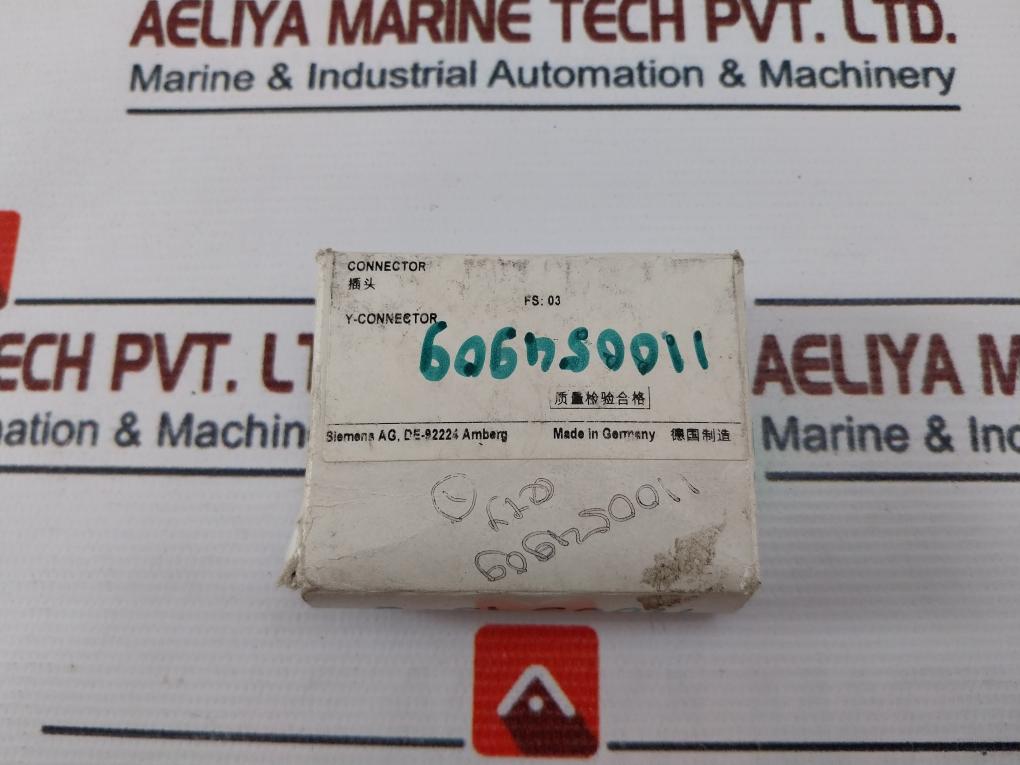 AELIYA MARINE TECH PVT. LTD.
Marine & Industrial Automation & Machinery
CONNECTOR
插头
FS: 03
Y-CONNECTOR
质量检验合格
Siemens AG, DE-92224 Amberg Made in Germany 德国制造
ECH PVT. LT
ation & Machin
AELIYA M
Marine & Ind